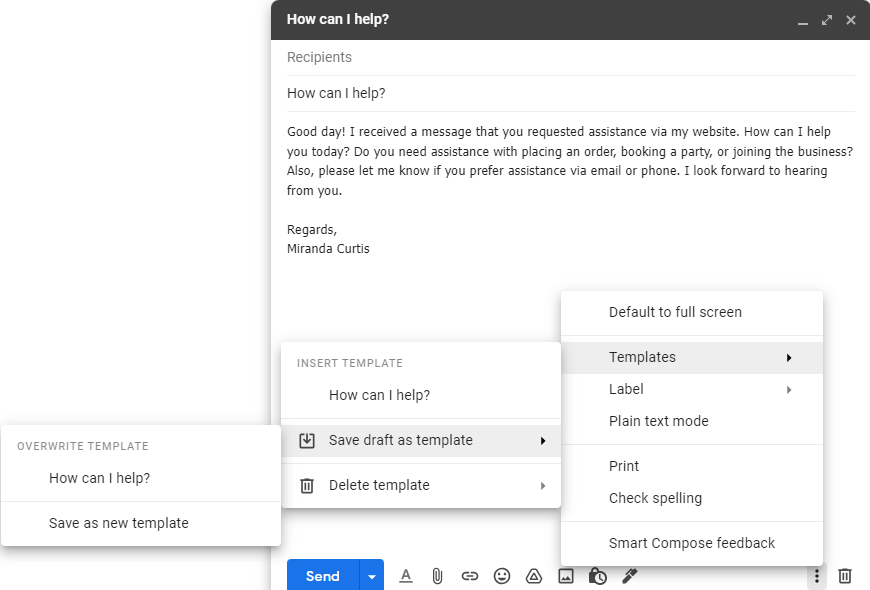 How can I help?
Recipients
How can I help?
Good day! I received a message that you requested assistance via my website. How can I help
you today? Do you need assistance with placing an order, booking a party, or joining the business?
Also, please let me know if you prefer assistance via email or phone. I look forward to hearing
from you.
Regards,
Miranda Curtis
Default to full screen
Templates
Label
Plain text mode
Print
Check spelling
Smart Compose feedback
INSERT TEMPLATE
How can I help?
Save draft as template
Delete template
OVERWRITE TEMPLATE
How can I help?
Save as new template
Send